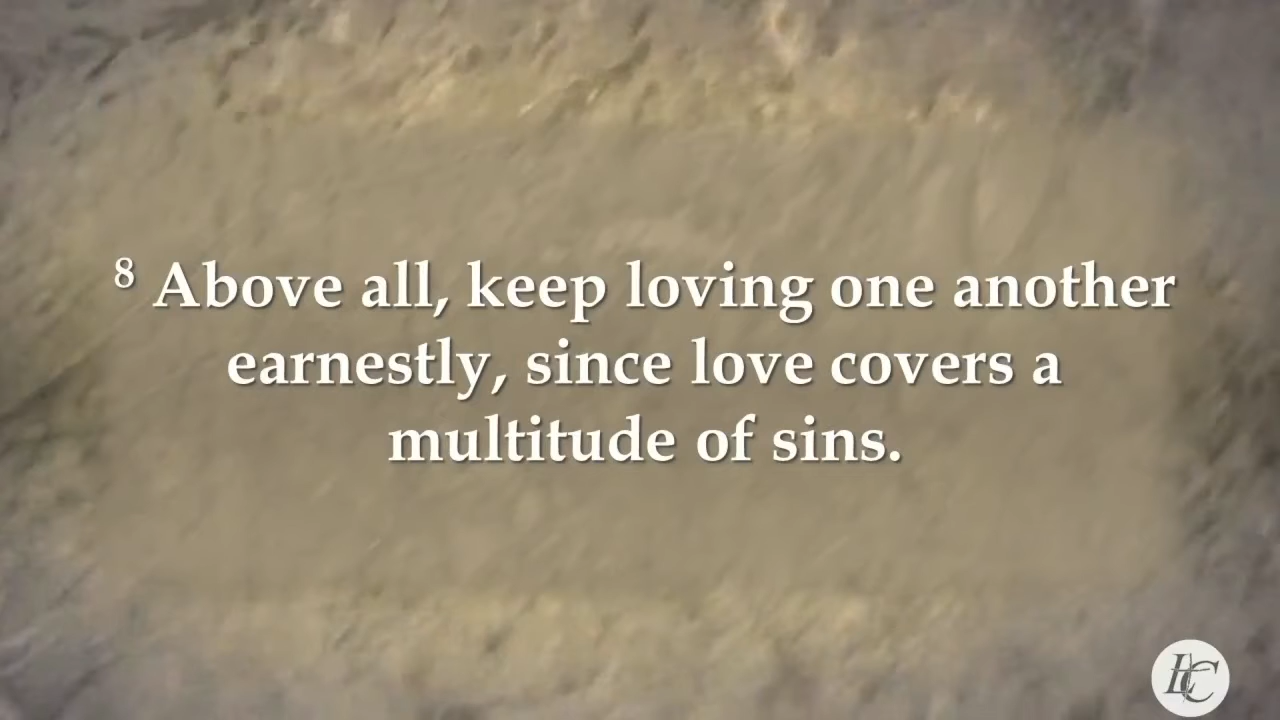 8 Above all, keep loving one another
earnestly, since love covers a
multitude of sins.